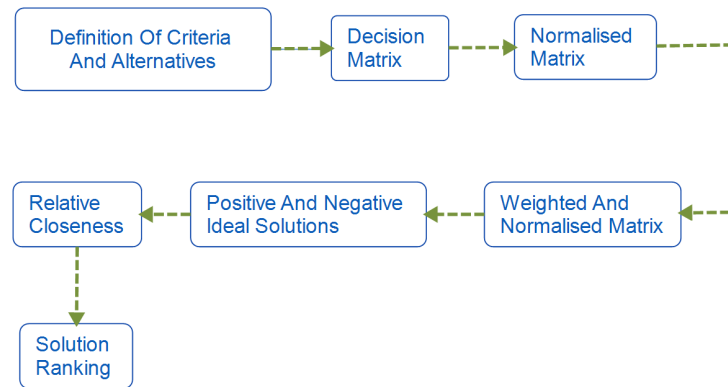 Definition Of Criteria
And Alternatives
Decision
Matrix
Normalised
Matrix
Weighted And
Normalised Matrix
Positive And Negative
Ideal Solutions
Relative
Closeness
Solution
Ranking